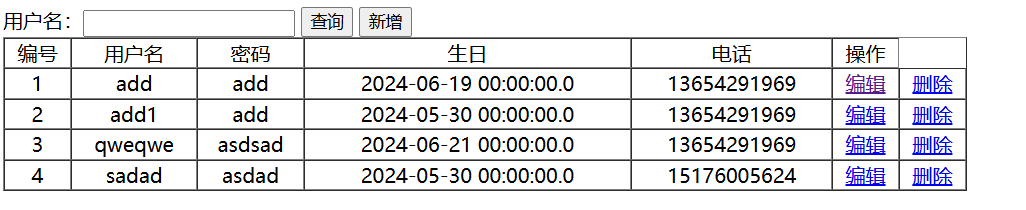 用户名： 查询 新增
编号 用户名 密码 生日 电话 操作
1 add add 2024-06-19 00:00:00.0 13654291969 编辑 删除
2 add1 add 2024-05-30 00:00:00.0 13654291969 编辑 删除
3 qweqwe asdsad 2024-06-21 00:00:00.0 13654291969 编辑 删除
4 sadad asdad 2024-05-30 00:00:00.0 15176005624 编辑 删除